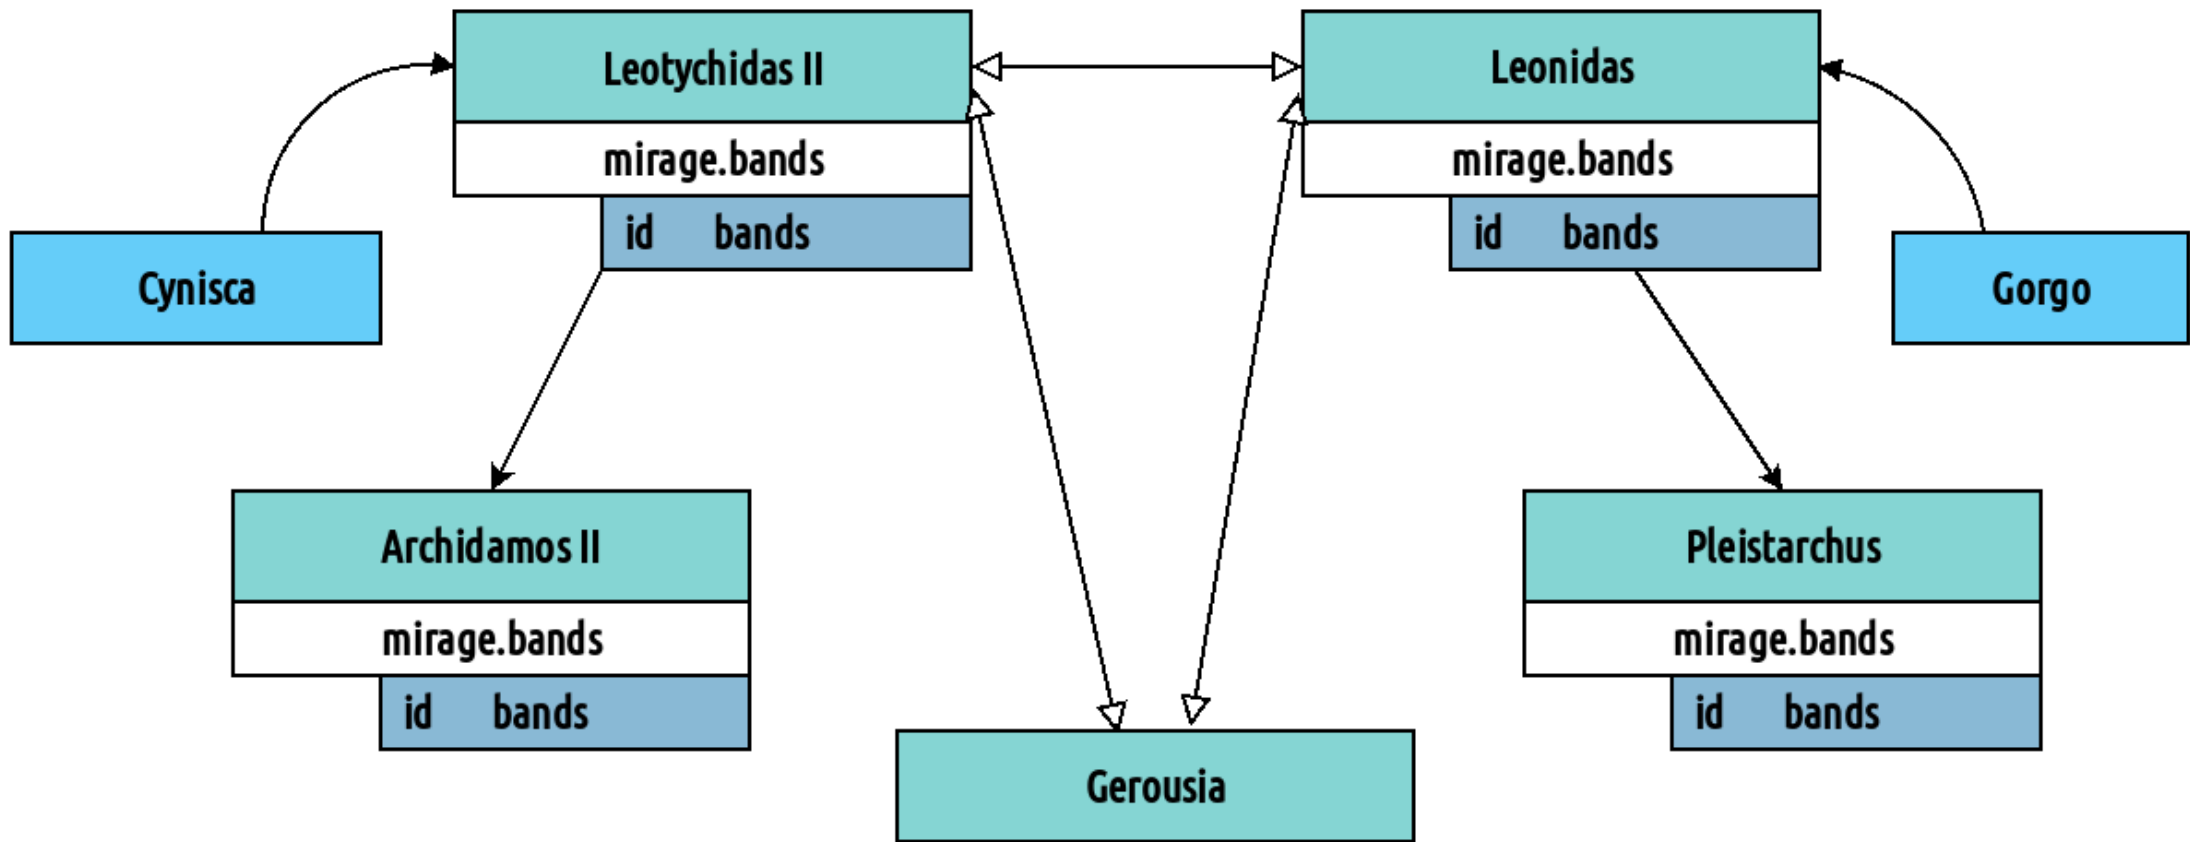 Leotychidas II
mirage.bands
id bands
Leonidas
mirage.bands
id bands
Cynisca
Gorgo
Archidamos II
mirage.bands
id bands
Pleistarchus
mirage.bands
id bands
Gerousia